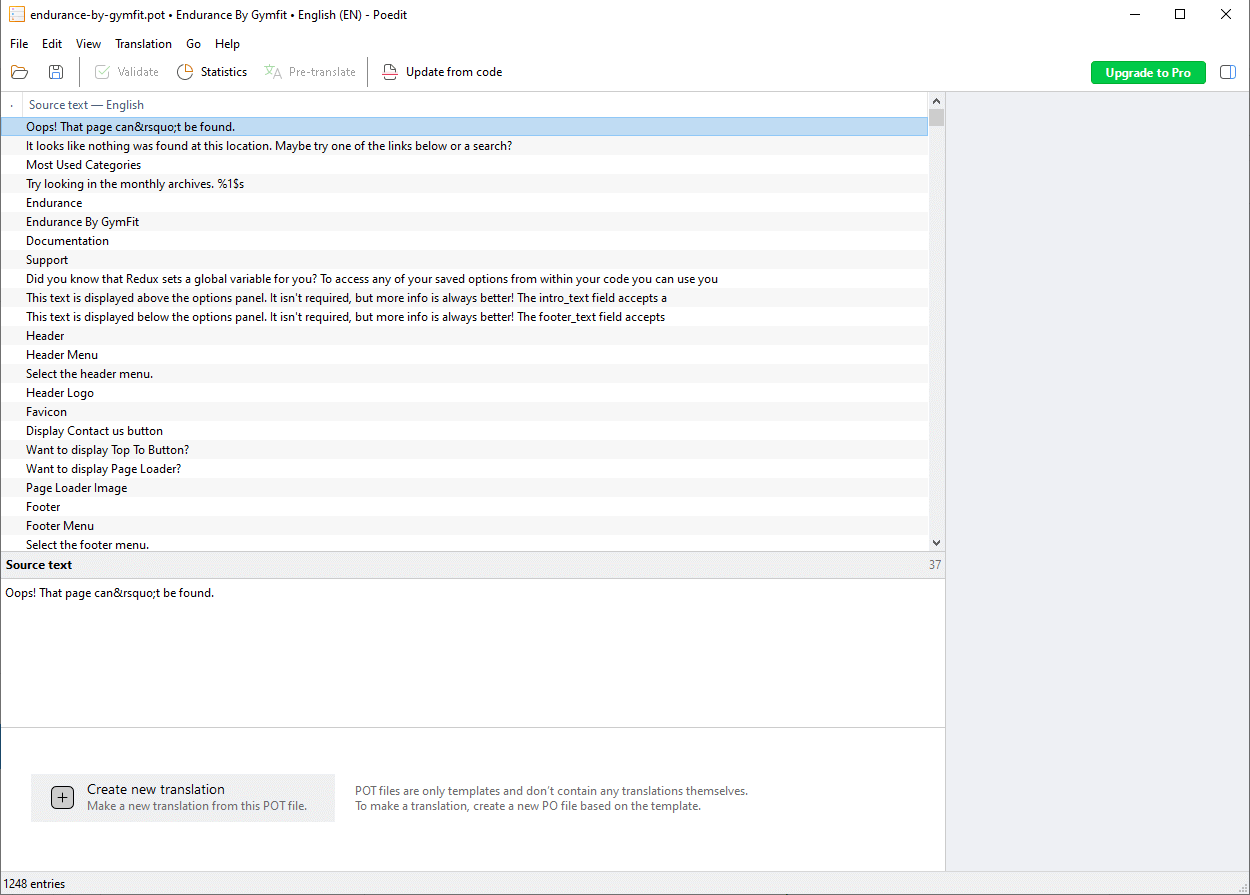 endurance-by-gymfit.pot • Endurance By Gymfit • English (EN) - Poedit
File Edit View Translation Go Help
Validate Statistics Pre-translate Update from code Upgrade to Pro
Source text — English
Oops! That page can&rsquo;t be found.
It looks like nothing was found at this location. Maybe try one of the links below or a search?
Most Used Categories
Try looking in the monthly archives. %1$s
Endurance
Endurance By GymFit
Documentation
Support
Did you know that Redux sets a global variable for you? To access any of your saved options from within your code you can use you
This text is displayed above the options panel. It isn't required, but more info is always better! The intro_text field accepts a
This text is displayed below the options panel. It isn't required, but more info is always better! The footer_text field accepts
Header
Header Menu
Select the header menu.
Header Logo
Favicon
Display Contact us button
Want to display Top To Button?
Want to display Page Loader?
Page Loader Image
Footer
Footer Menu
Select the footer menu.
Source text 37
Oops! That page can&rsquo;t be found.
Create new translation
Make a new translation from this POT file.
POT files are only templates and don't contain any translations themselves.
To make a translation, create a new PO file based on the template.
1248 entries